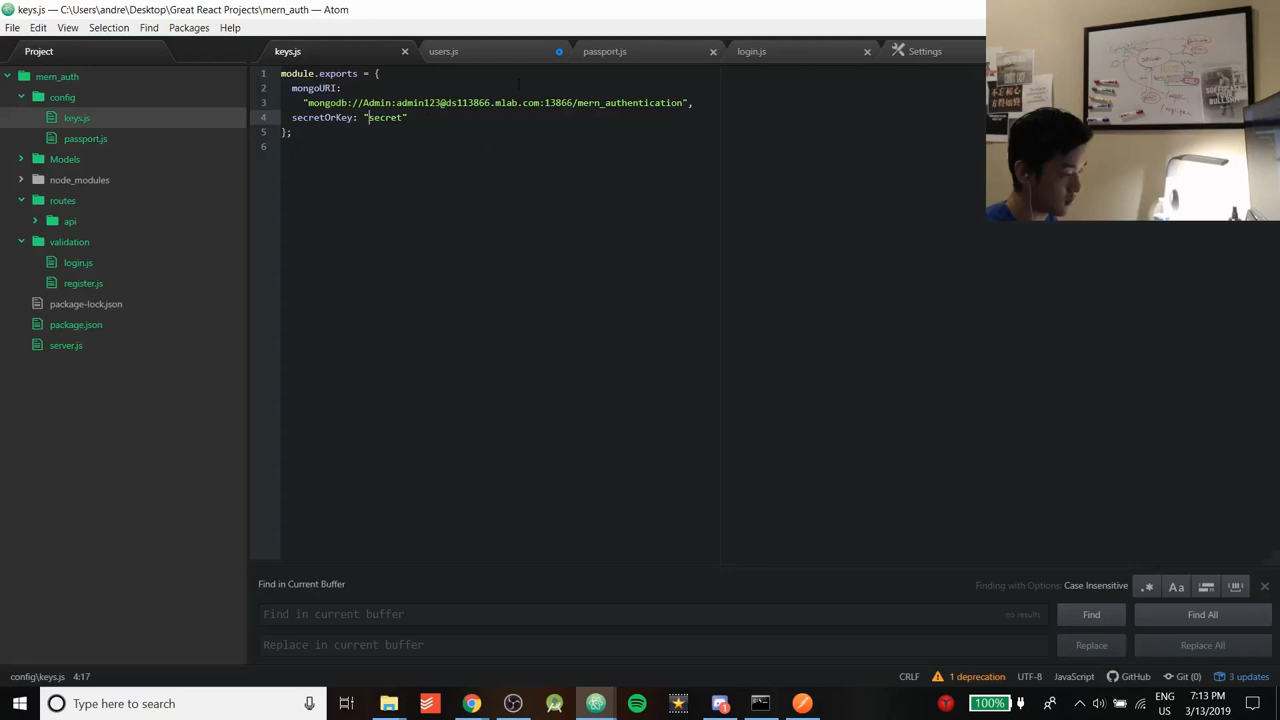 keys.js — C:\Users\andre\Desktop\Great React Projects\mern_auth — Atom
File Edit View Selection Find Packages Help
Project
keys.js
users.js
passport.js
login.js
Settings
mern_auth
config
keys.js
passport.js
Models
node_modules
routes
api
validation
login.js
register.js
package-lock.json
package.json
server.js
1 module.exports = {
2 mongoURI:
3 "mongodb://Admin:admin123@ds113866.mlab.com:13866/mern_authentication",
4 secretOrKey: "secret"
5 };
6
Find in Current Buffer
Finding with Options: Case Insensitive
.* Aa
Find in current buffer
no results
Find
Find All
Replace in current buffer
Replace
Replace All
config\keys.js 4:17
CRLF 1 deprecation UTF-8 JavaScript GitHub Git (0) 3 updates
Type here to search
100%
ENG
US
7:13 PM
3/13/2019